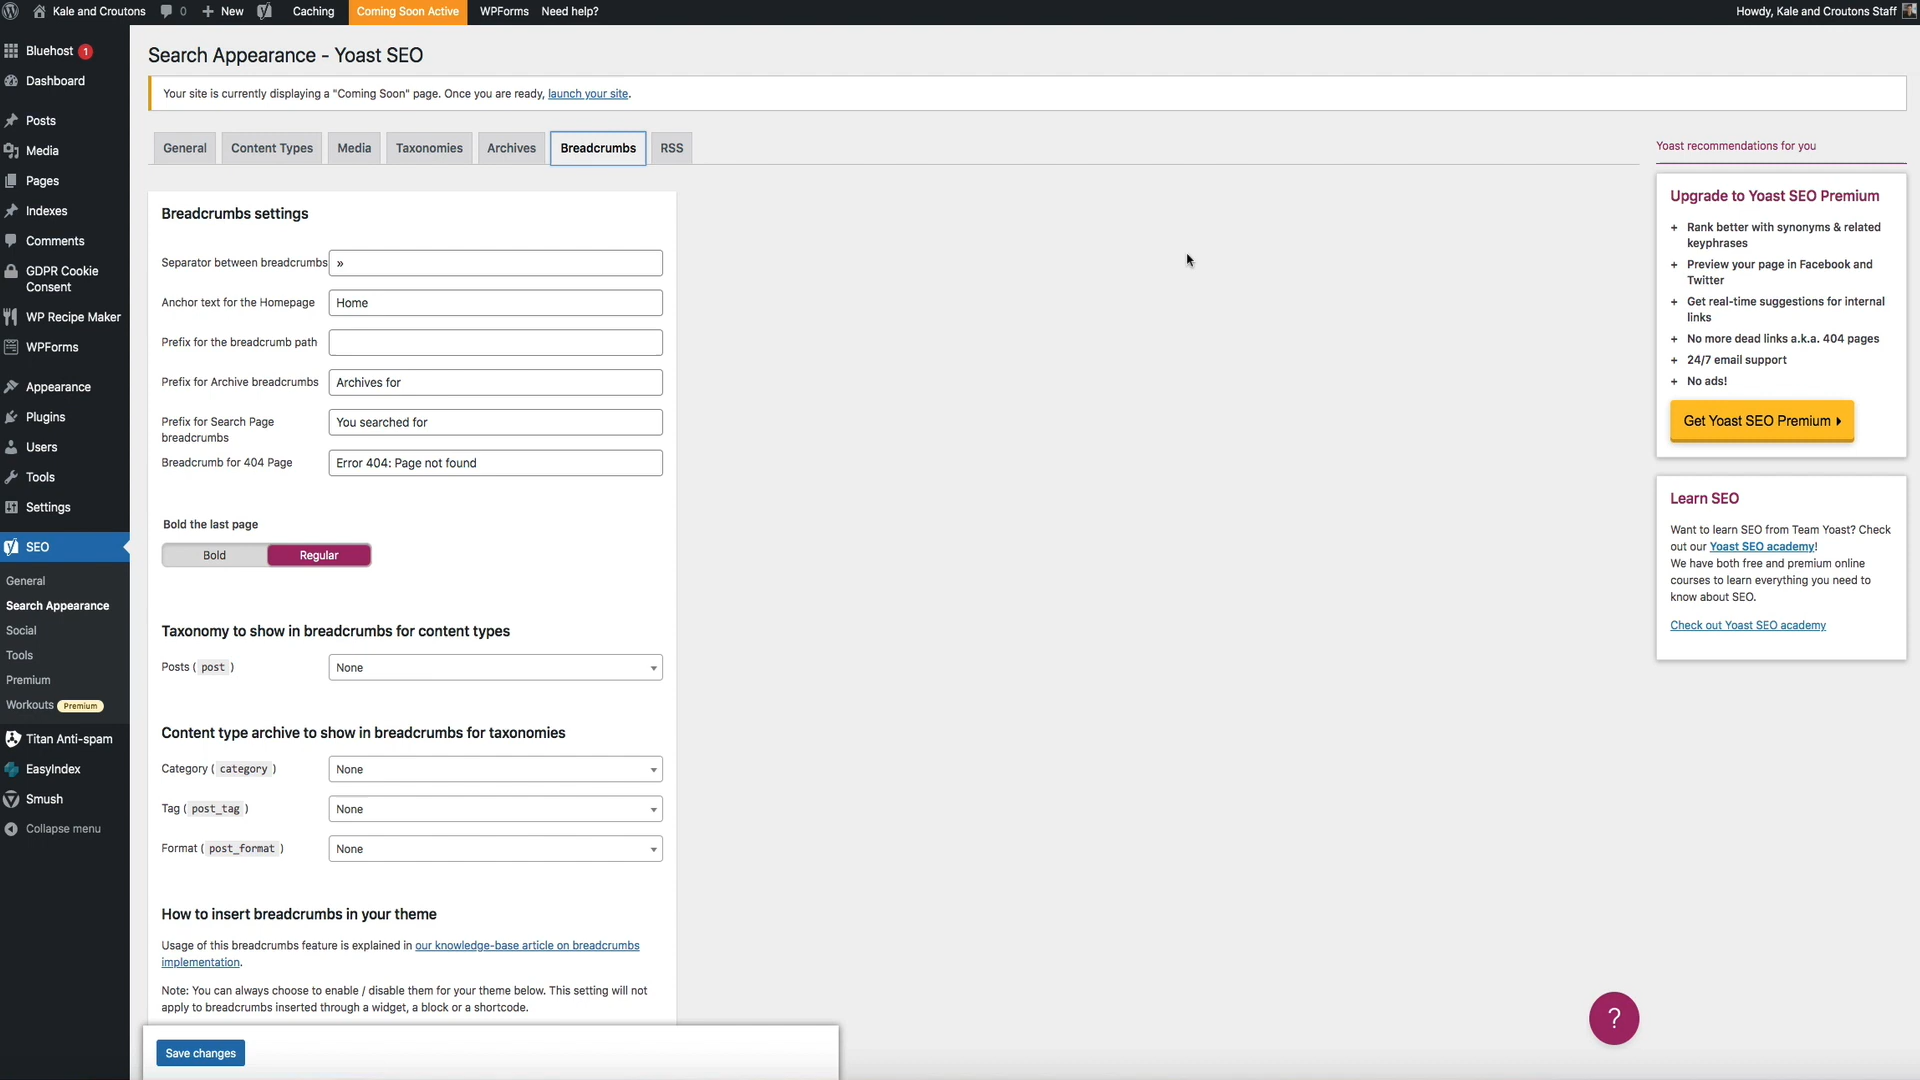 Kale and Croutons 0 New Caching Coming Soon Active WPForms Need help? Howdy, Kale and Croutons Staff
Bluehost 1
Dashboard
Posts
Media
Pages
Indexes
Comments
GDPR Cookie
Consent
WP Recipe Maker
WPForms
Appearance
Plugins
Users
Tools
Settings
SEO
General
Search Appearance
Social
Tools
Premium
Workouts Premium
Titan Anti-spam
EasyIndex
Smush
Collapse menu
Search Appearance - Yoast SEO
Your site is currently displaying a "Coming Soon" page. Once you are ready, launch your site.
General Content Types Media Taxonomies Archives Breadcrumbs RSS
Breadcrumbs settings
Separator between breadcrumbs »
Anchor text for the Homepage Home
Prefix for the breadcrumb path
Prefix for Archive breadcrumbs Archives for
Prefix for Search Page
breadcrumbs
You searched for
Breadcrumb for 404 Page Error 404: Page not found
Bold the last page
Bold Regular
Taxonomy to show in breadcrumbs for content types
Posts ( post ) None
Content type archive to show in breadcrumbs for taxonomies
Category ( category ) None
Tag ( post_tag ) None
Format ( post_format ) None
How to insert breadcrumbs in your theme
Usage of this breadcrumbs feature is explained in our knowledge-base article on breadcrumbs
implementation.
Note: You can always choose to enable / disable them for your theme below. This setting will not
apply to breadcrumbs inserted through a widget, a block or a shortcode.
Save changes
Yoast recommendations for you
Upgrade to Yoast SEO Premium
+ Rank better with synonyms & related
keyphrases
+ Preview your page in Facebook and
Twitter
+ Get real-time suggestions for internal
links
+ No more dead links a.k.a. 404 pages
+ 24/7 email support
+ No ads!
Get Yoast SEO Premium
Learn SEO
Want to learn SEO from Team Yoast? Check
out our Yoast SEO academy!
We have both free and premium online
courses to learn everything you need to
know about SEO.
Check out Yoast SEO academy
?